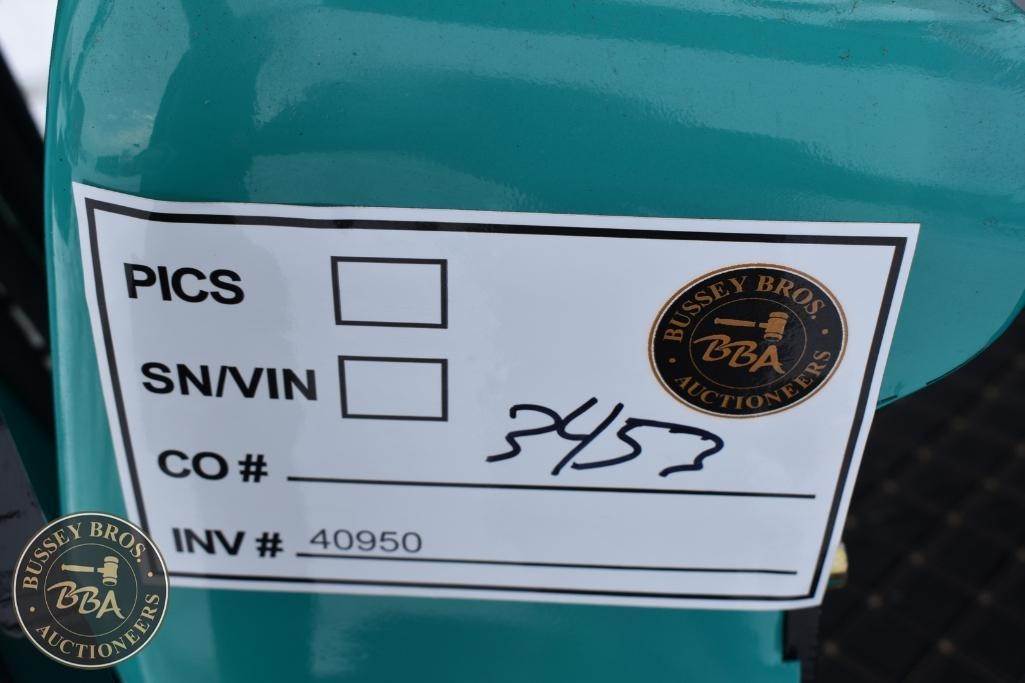 PICS
SN/VIN
BUSSEY BROS.
BBA
AUCTIONEERS
CO # 3453
INV # 40950
BUSSEY BROS.
BBA
AUCTIONEERS